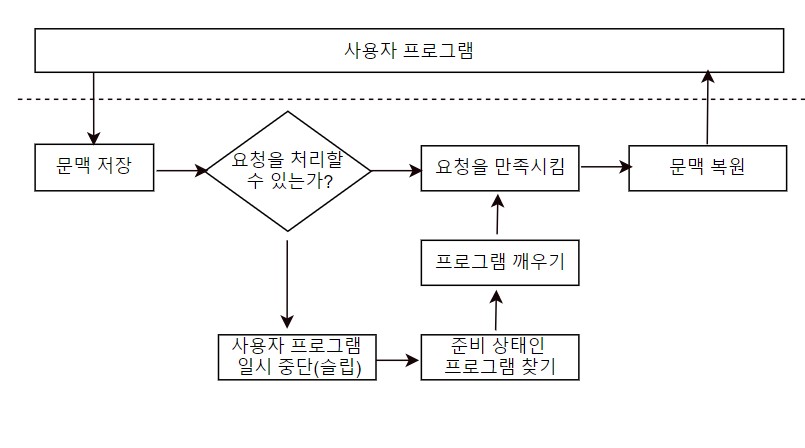 사용자 프로그램
문맥 저장
요청을 처리할
수 있는가?
요청을 만족시킴
문맥 복원
프로그램 깨우기
사용자 프로그램
일시 중단(슬립)
준비 상태인
프로그램 찾기